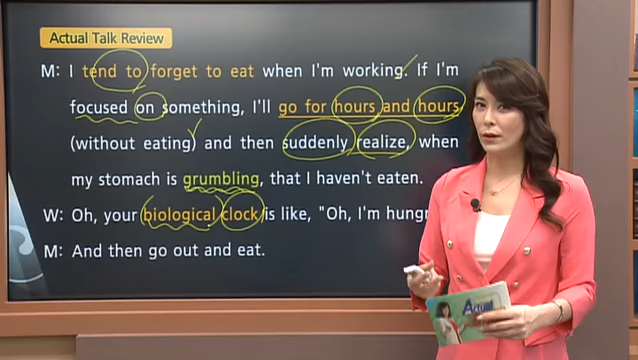 Actual Talk Review
M: I tend to forget to eat when I'm working. If I'm
focused on something, I'll go for hours and hours
(without eating) and then suddenly realize, when
my stomach is grumbling, that I haven't eaten.
W: Oh, your biological clock is like, "Oh, I'm hungr
M: And then go out and eat.
Actual